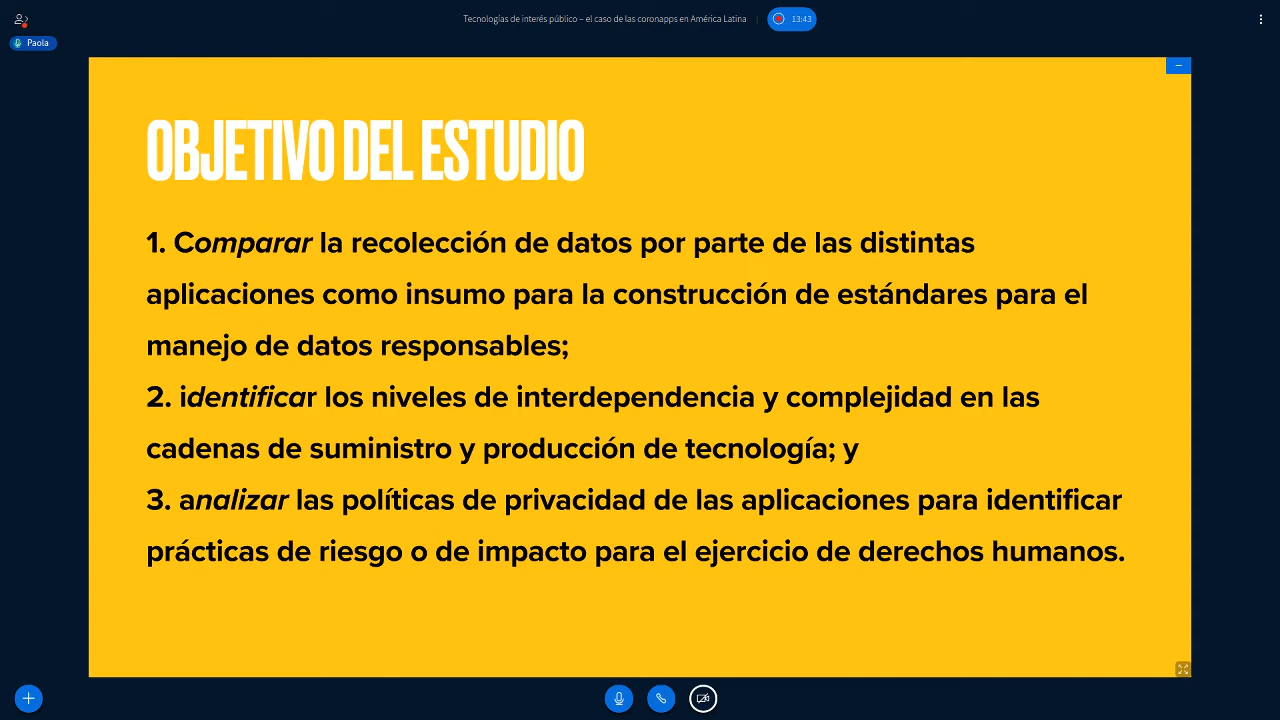 Tecnologías de interés público – el caso de las coronapps en América Latina
13:43
Paola
OBJETIVO DEL ESTUDIO
1. Comparar la recolección de datos por parte de las distintas
aplicaciones como insumo para la construcción de estándares para el
manejo de datos responsables;
2. identificar los niveles de interdependencia y complejidad en las
cadenas de suministro y producción de tecnología; y
3. analizar las políticas de privacidad de las aplicaciones para identificar
prácticas de riesgo o de impacto para el ejercicio de derechos humanos.